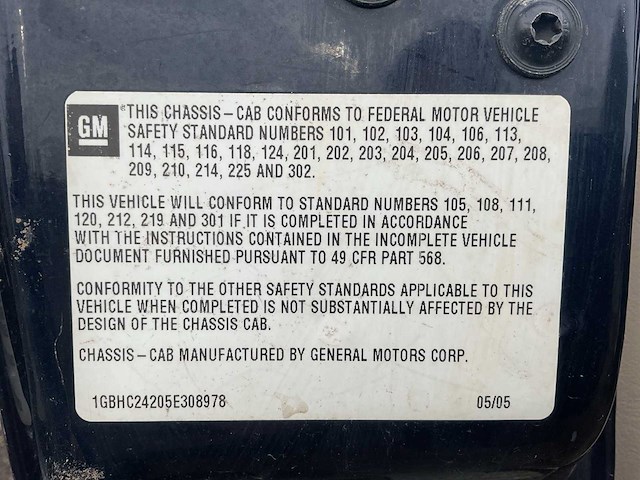 GM
*THIS CHASSIS-CAB CONFORMS TO FEDERAL MOTOR VEHICLE
SAFETY STANDARD NUMBERS 101, 102, 103, 104, 106, 113,
114, 115, 116, 118, 124, 201, 202, 203, 204, 205, 206, 207, 208,
209, 210, 214, 225 AND 302.
THIS VEHICLE WILL CONFORM TO STANDARD NUMBERS 105, 108, 111,
120, 212, 219 AND 301 IF IT IS COMPLETED IN ACCORDANCE
WITH THE INSTRUCTIONS CONTAINED IN THE INCOMPLETE VEHICLE
DOCUMENT FURNISHED PURSUANT TO 49 CFR PART 568.
CONFORMITY TO THE OTHER SAFETY STANDARDS APPLICABLE TO THIS
VEHICLE WHEN COMPLETED IS NOT SUBSTANTIALLY AFFECTED BY THE
DESIGN OF THE CHASSIS CAB.
CHASSIS-CAB MANUFACTURED BY GENERAL MOTORS CORP.
1GBHC24205E308978 05/05